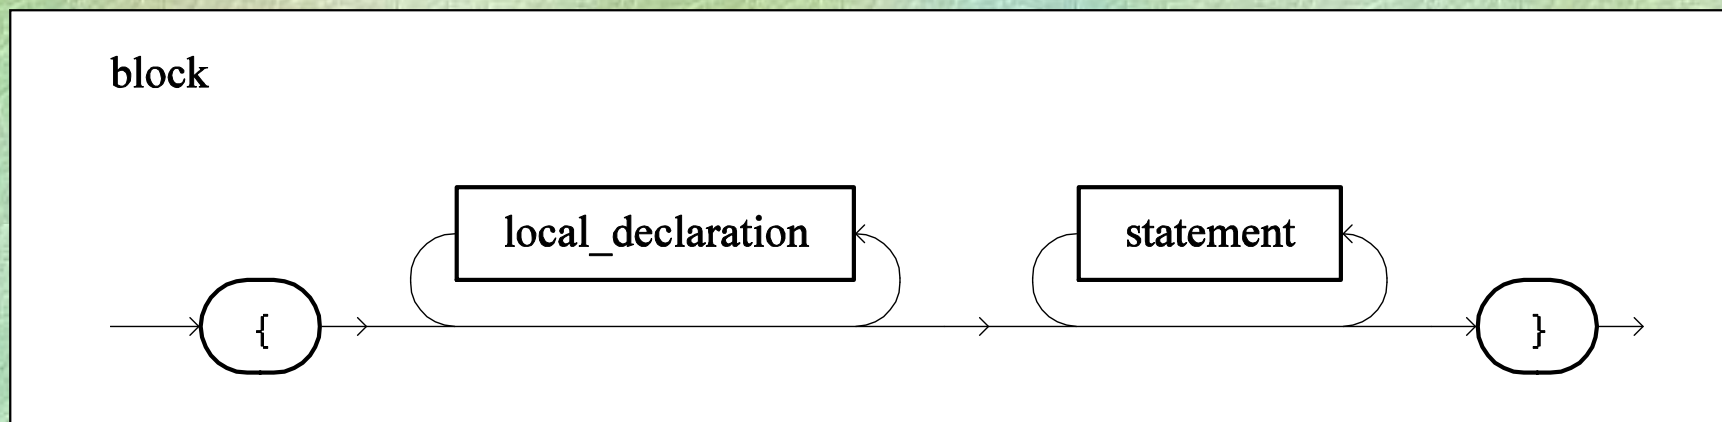 block
local_declaration
statement
{
}